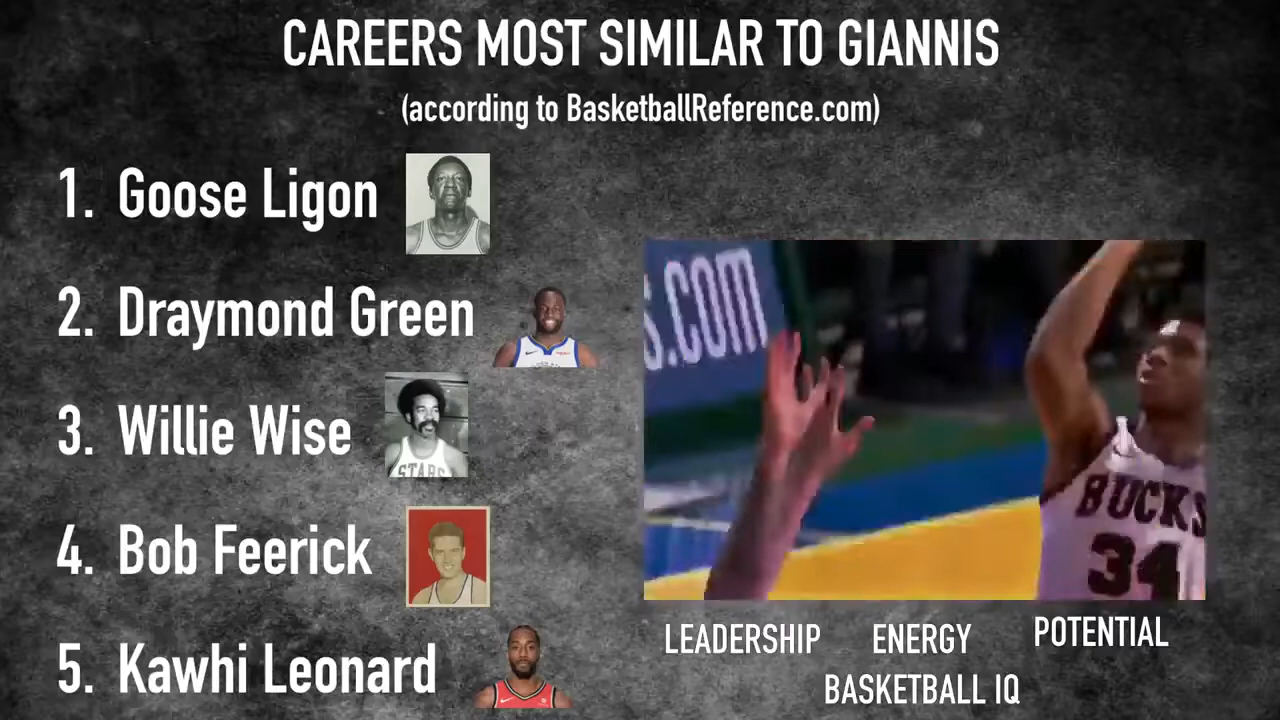 CAREERS MOST SIMILAR TO GIANNIS
(according to BasketballReference.com)
1. Goose Ligon
2. Draymond Green
3. Willie Wise
STARS
4. Bob Feerick
5. Kawhi Leonard
s.com
BUCKS
34
LEADERSHIP ENERGY POTENTIAL
BASKETBALL IQ